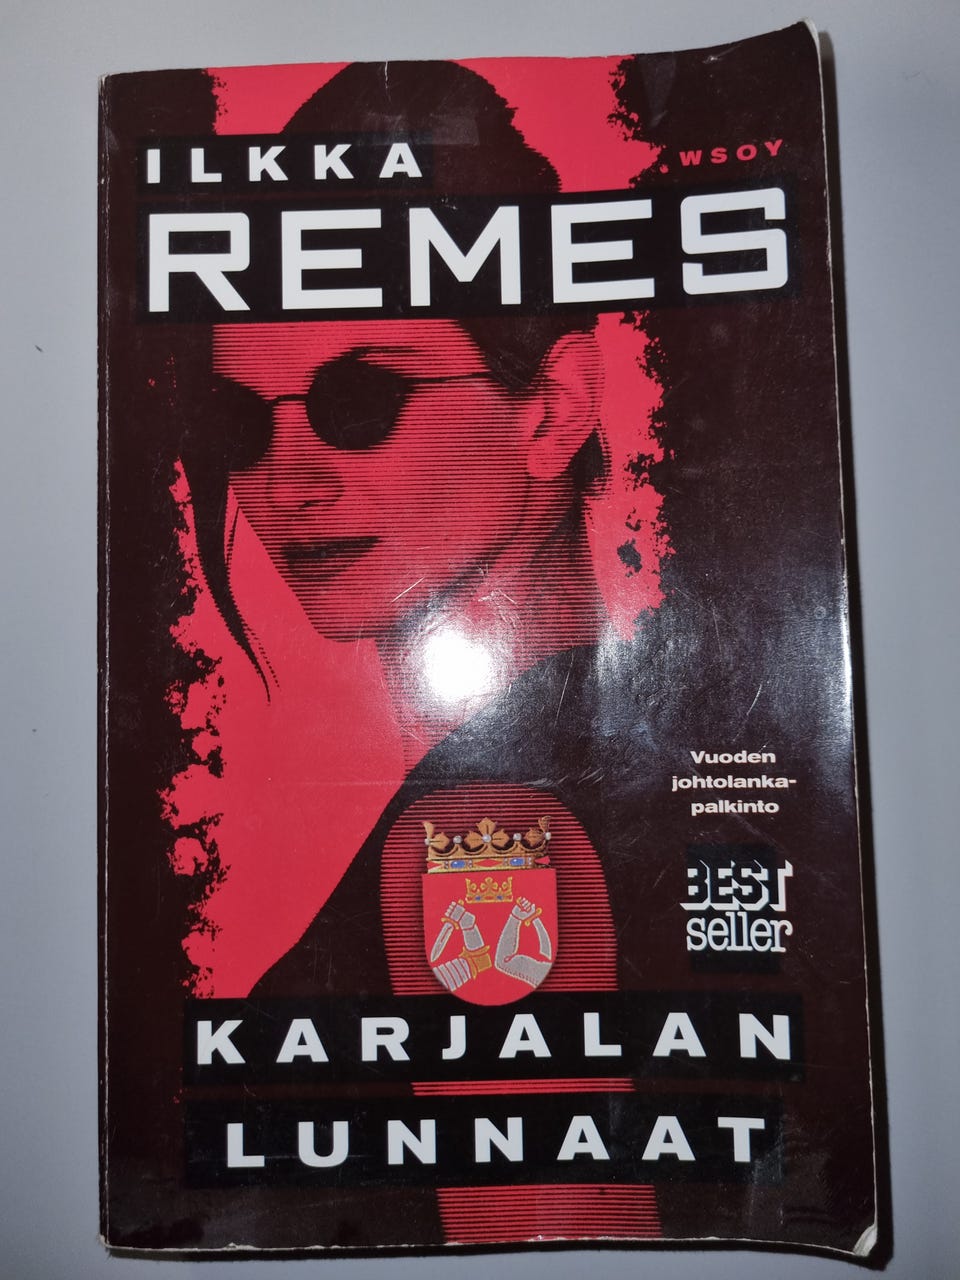 ILKKA
WSOY
REMES
Vuoden
johtolanka-
palkinto
BEST
seller
KARJALAN
LUNNAAT